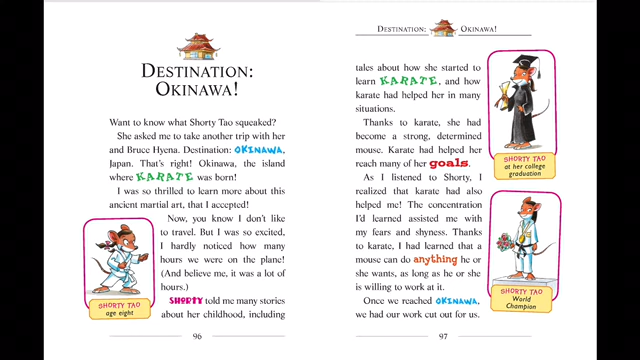 DESTINATION:
OKINAWA!
Want to know what Shorty Tao squeaked?
She asked me to take another trip with her
and Bruce Hyena. Destination: OKINAWA,
Japan. That's right! Okinawa, the island
where KARATE was born!
I was so thrilled to learn more about this
ancient martial art, that I accepted!
Now, you know I don't like
to travel. But I was so excited,
I hardly noticed how many
hours we were on the plane!
(And believe me, it was a lot of
hours.)
SHORTY told me many stories
about her childhood, including
SHORTY TAO
age eight
96
DESTINATION: OKINAWA!
tales about how she started to
learn KARATE, and how
karate had helped her in many
situations.
Thanks to karate, she had
become a strong, determined
mouse. Karate had helped her
reach many of her goals.
As I listened to Shorty, I
realized that karate had also
helped me! The concentration
I'd learned assisted me with
my fears and shyness. Thanks
to karate, I had learned that a
mouse can do anything he or
she wants, as long as he or she
is willing to work at it.
Once we reached OKINAWA,
we had our work cut out for us.
SHORTY TAO
at her college
graduation
SHORTY TAO
World
Champion
97